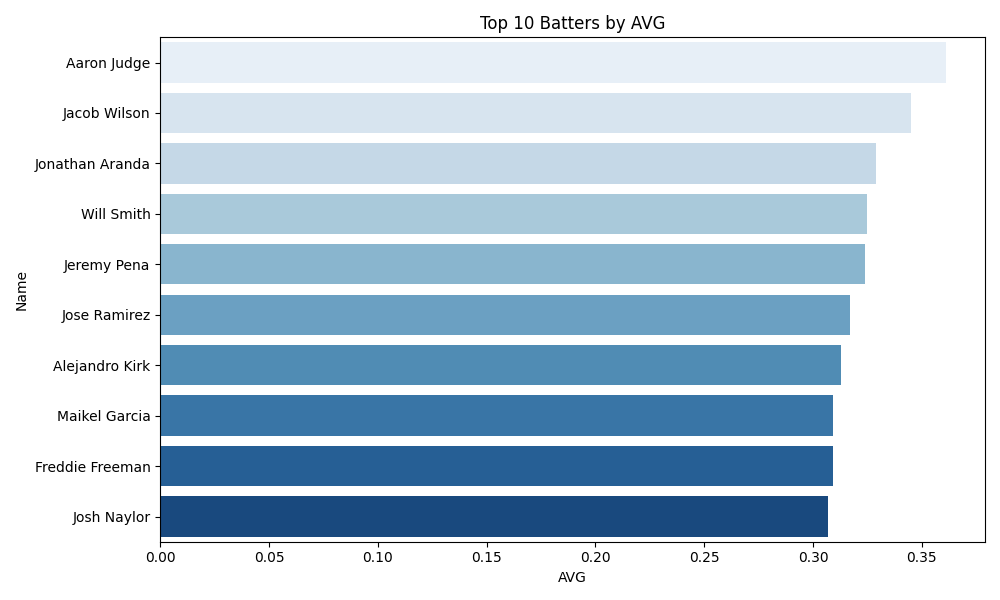 Top 10 Batters by AVG
Name
Aaron Judge
Jacob Wilson
Jonathan Aranda
Will Smith
Jeremy Pena
Jose Ramirez
Alejandro Kirk
Maikel Garcia
Freddie Freeman
Josh Naylor
0.00 0.05 0.10 0.15 0.20 0.25 0.30 0.35
AVG